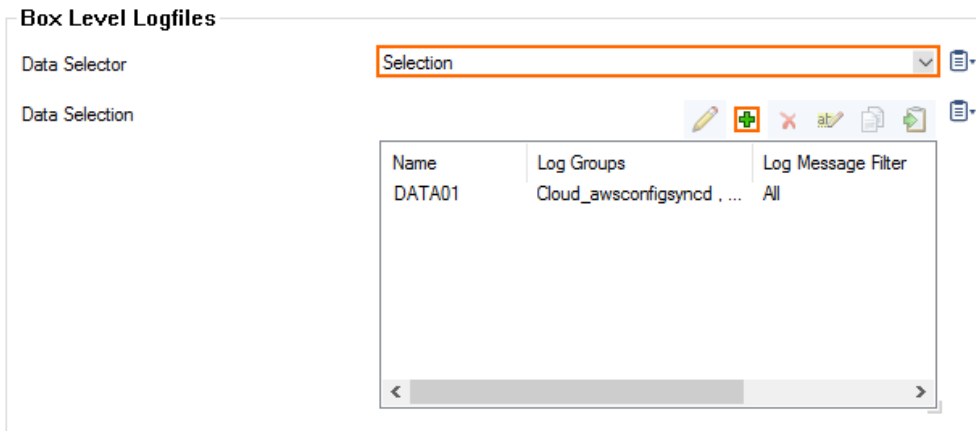 Box Level Logfiles
Data Selector Selection
Data Selection
Name Log Groups Log Message Filter
DATA01 Cloud_awsconfigsyncd , ... All